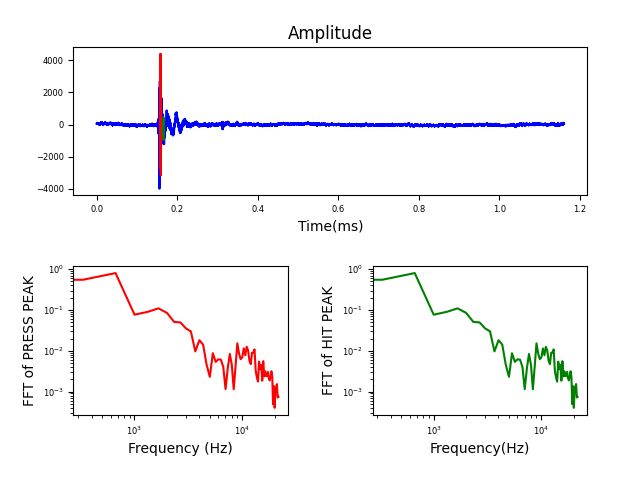 Amplitude
4000
2000
0
−2000
−4000
0.0 0.2 0.4 0.6 0.8 1.0 1.2
Time(ms)
FFT of PRESS PEAK
10⁰
10⁻¹
10⁻²
10⁻³
10³ 10⁴
Frequency (Hz)
FFT of HIT PEAK
10⁰
10⁻¹
10⁻²
10⁻³
10³ 10⁴
Frequency(Hz)